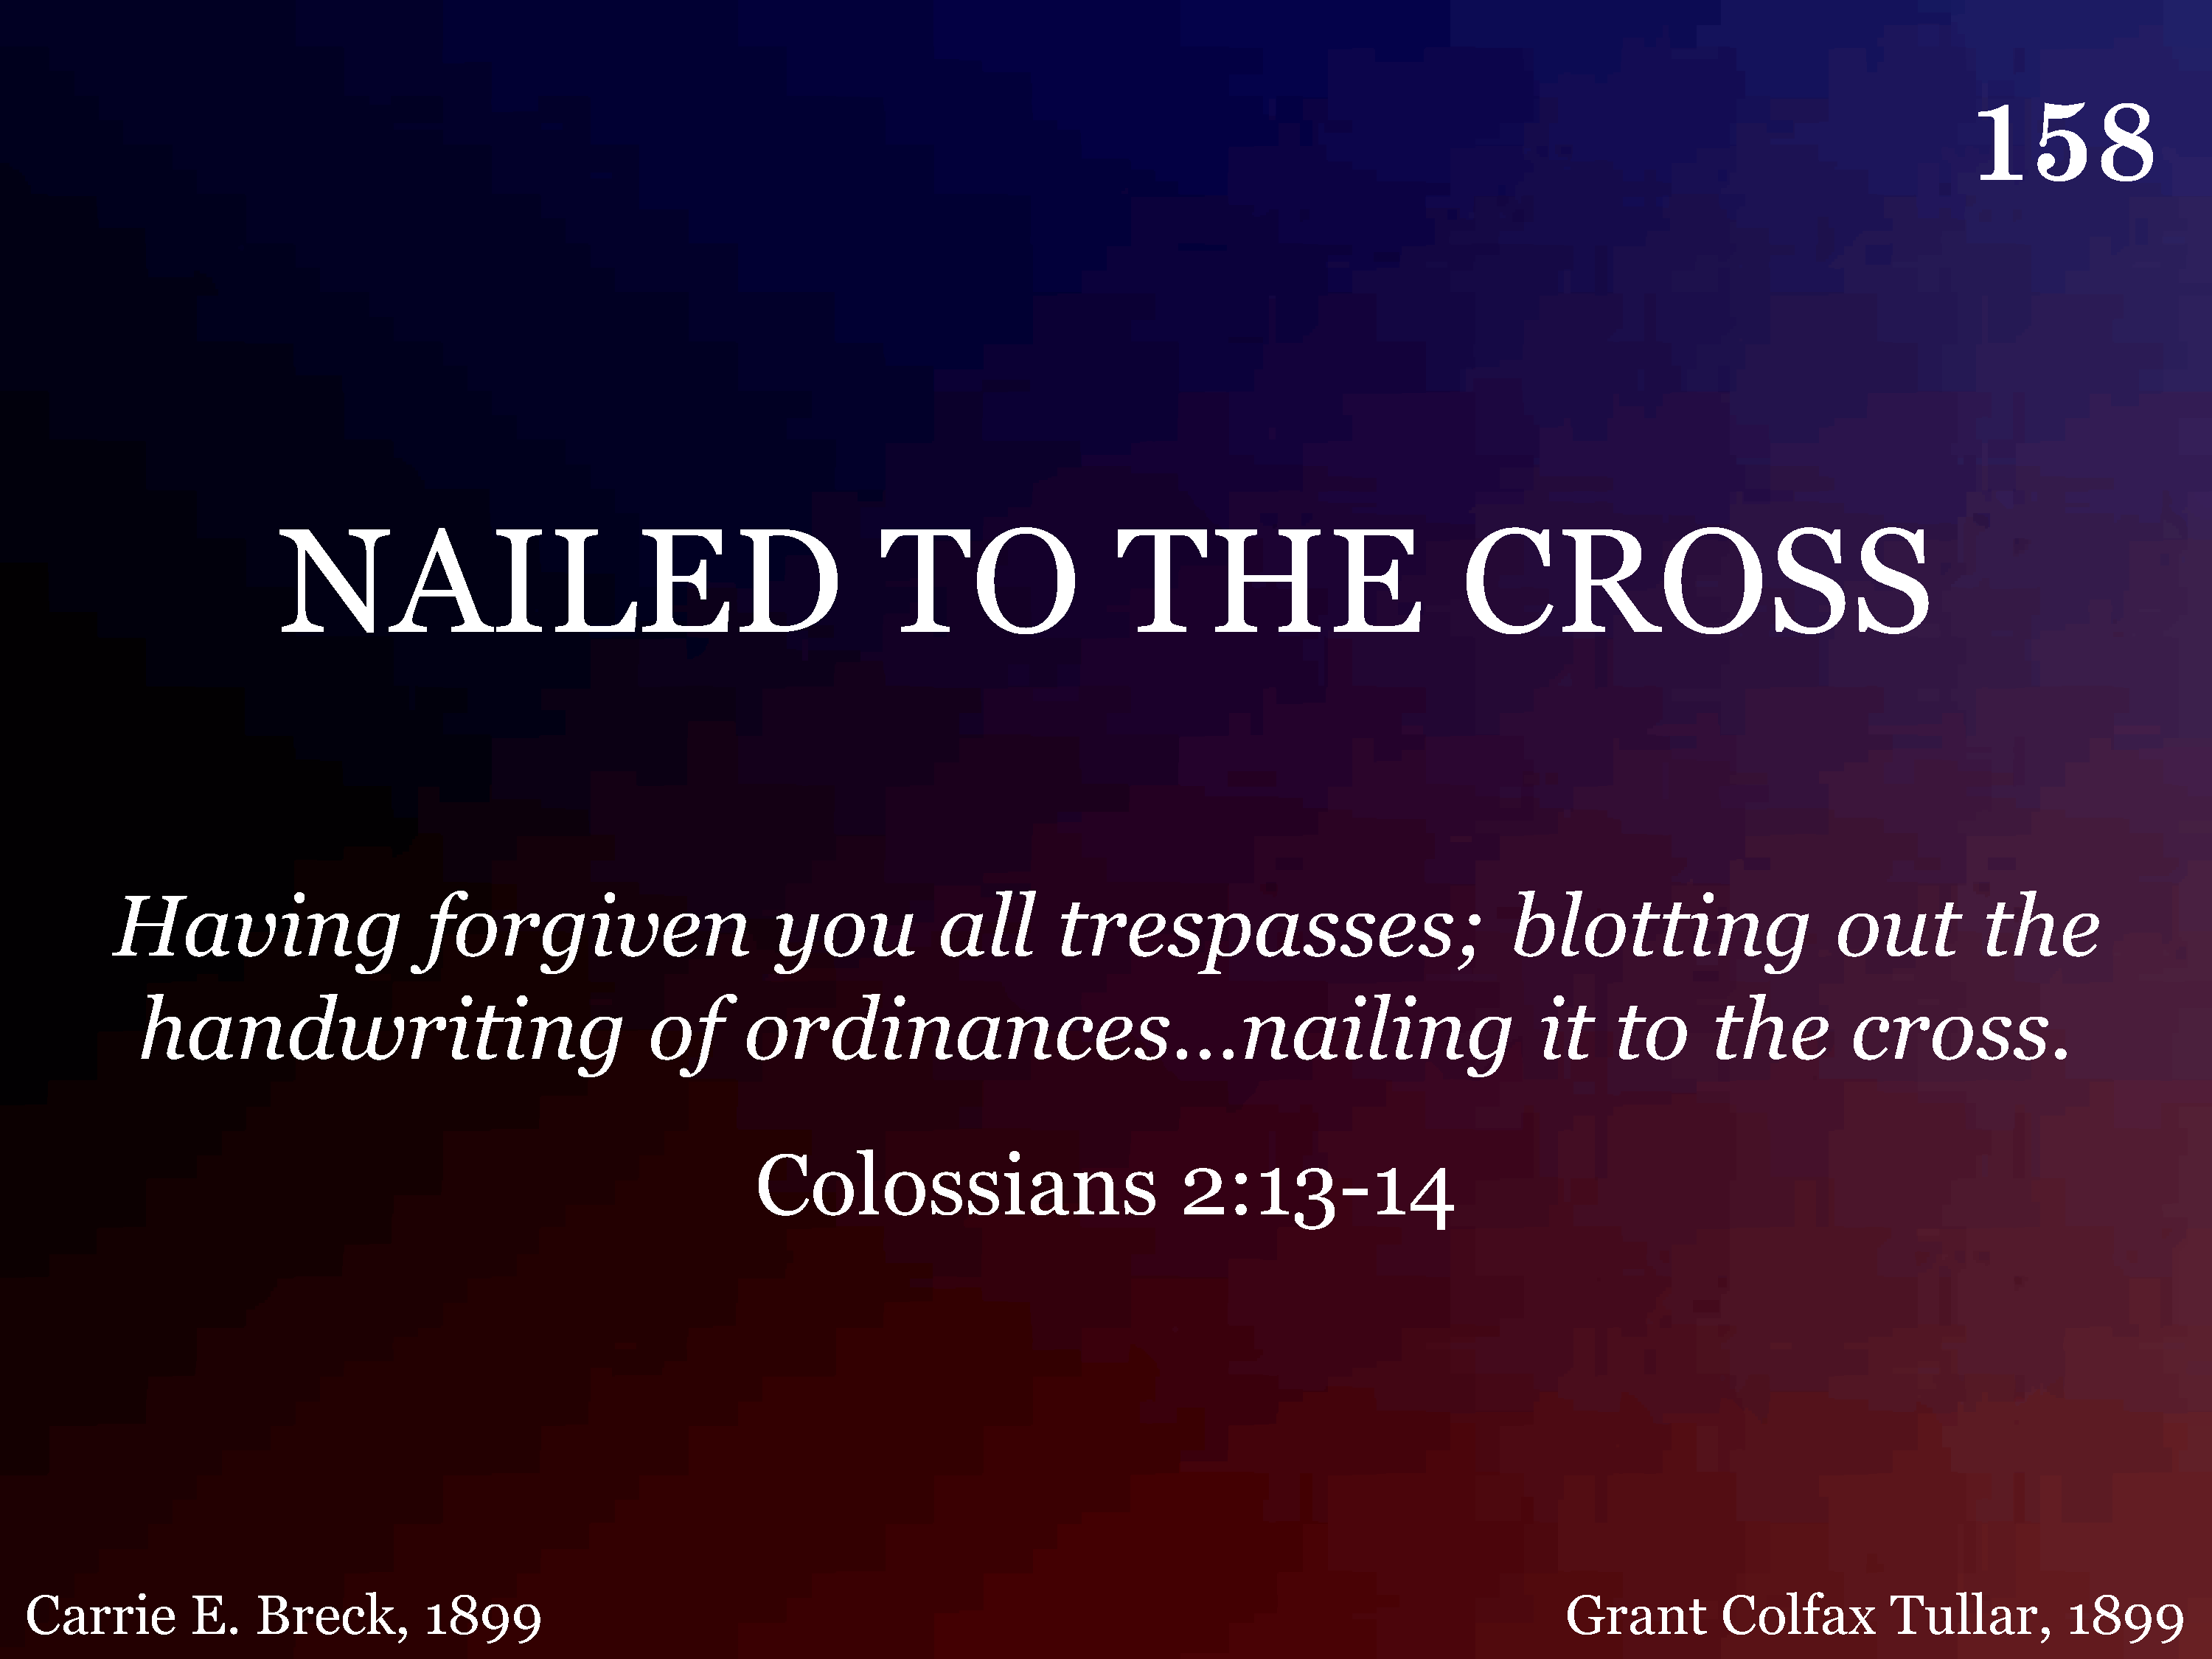 158
NAILED TO THE CROSS
Having forgiven you all trespasses; blotting out the
handwriting of ordinances...nailing it to the cross.
Colossians 2:13-14
Carrie E. Breck, 1899
Grant Colfax Tullar, 1899